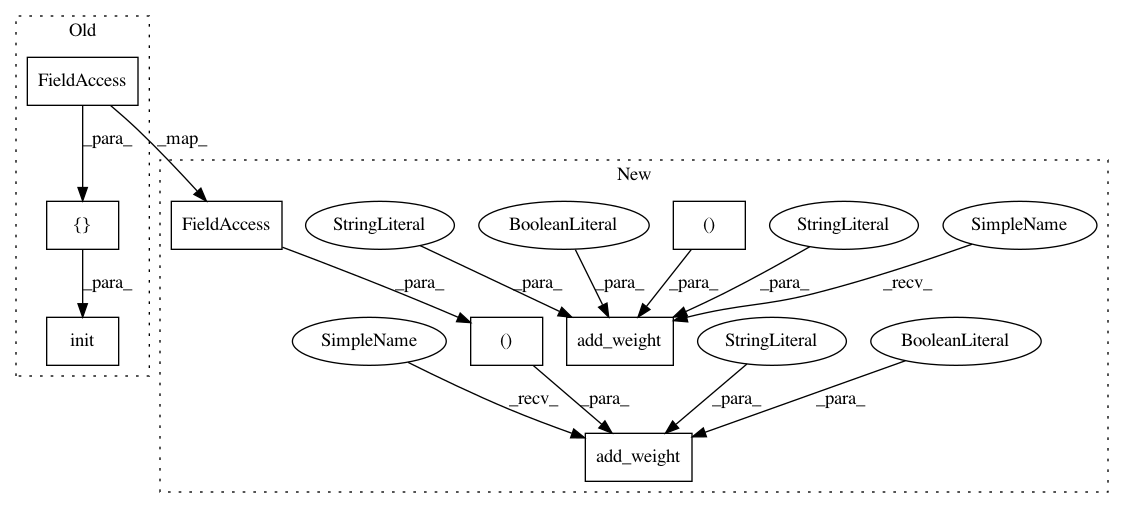 Old
FieldAccess
_para_
_map_
New
{}
FieldAccess
StringLiteral
BooleanLiteral
()
StringLiteral
SimpleName
_para_
_para_
_para_
_para_
_para_
_para_
_recv_
init
SimpleName
()
add_weight
StringLiteral
BooleanLiteral
_recv_
_para_
_para_
_para_
add_weight